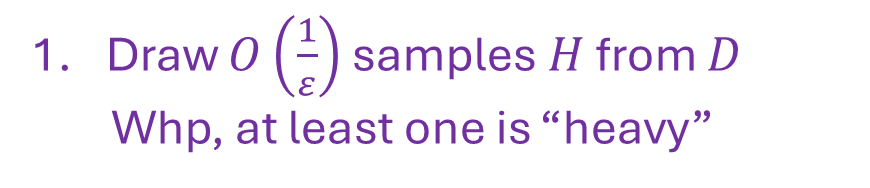 1. Draw O(1/ε) samples H from D
Whp, at least one is “heavy”